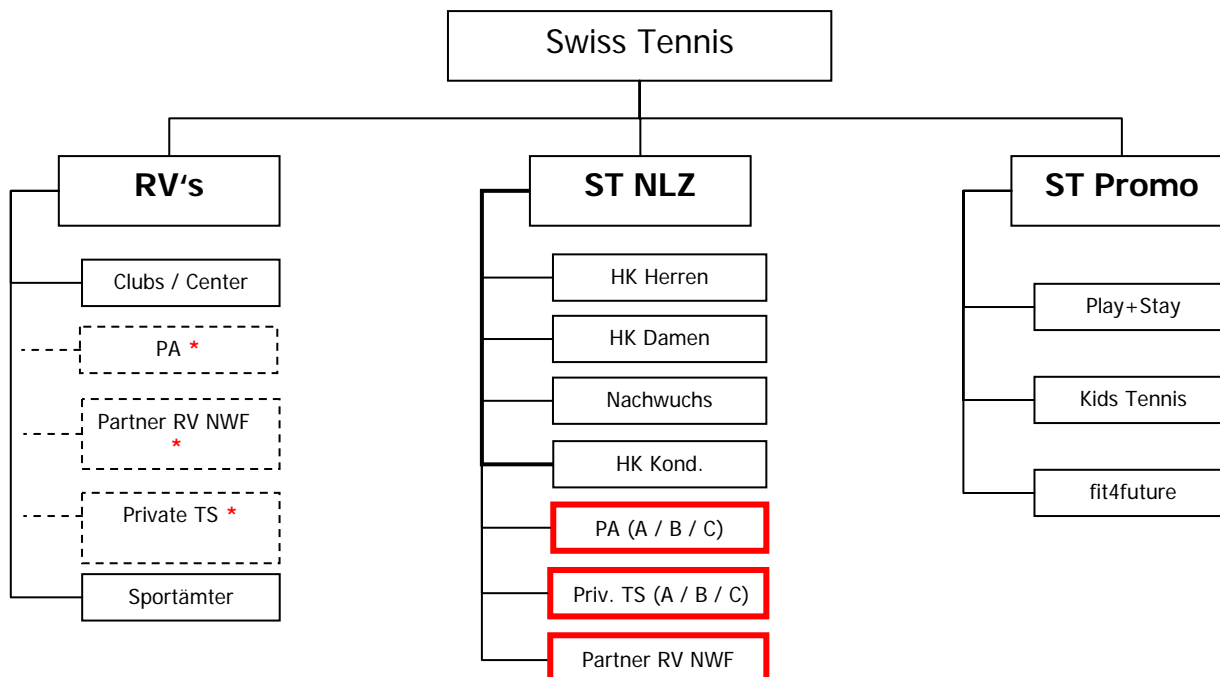 Swiss Tennis
RV‘s
ST NLZ
ST Promo
Clubs / Center
PA *
Partner RV NWF
*
Private TS *
Sportämter
HK Herren
HK Damen
Nachwuchs
HK Kond.
PA (A / B / C)
Priv. TS (A / B / C)
Partner RV NWF
Play+Stay
Kids Tennis
fit4future